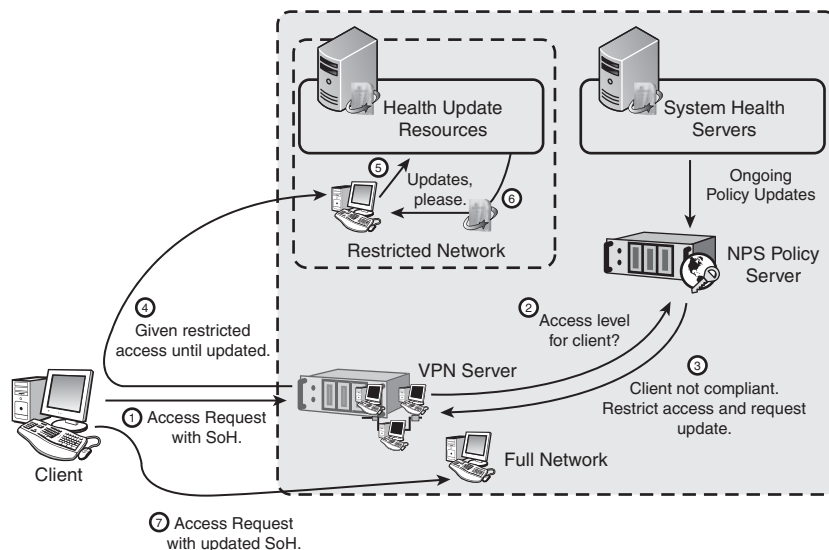 Health Update
Resources
System Health
Servers
5
Updates,
please.
6
Restricted Network
Ongoing
Policy Updates
NPS Policy
Server
4
Given restricted
access until updated.
2
Access level
for client?
VPN Server
3
Client not compliant.
Restrict access and request
update.
1 Access Request
with SoH.
Client
Full Network
7 Access Request
with updated SoH.